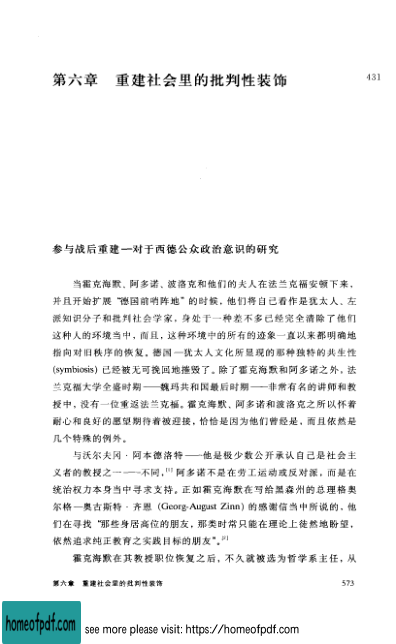 第六章　重建社会里的批判性装饰
431
参与战后重建—对于西德公众政治意识的研究
当霍克海默、阿多诺、波洛克和他们的夫人在法兰克福安顿下来，
并且开始扩展“德国前哨阵地”的时候，他们将自己看作是犹太人、左
派知识分子和批判社会学家，身处于一种差不多已经完全清除了他们
这种人的环境当中，而且，这种环境中的所有的迹象一直以来都明确地
指向对旧秩序的恢复。德国—犹太人文化所显现的那种独特的共生性
(symbiosis) 已经被无可挽回地摧毁了。除了霍克海默和阿多诺之外，法
兰克福大学全盛时期——魏玛共和国最后时期——非常有名的讲师和教
授中，没有一位重返法兰克福。霍克海默、阿多诺和波洛克之所以怀着
耐心和良好的愿望期待着被迎接，恰恰是因为他们曾经是，而且依然是
几个特殊的例外。
与沃尔夫冈·阿本德洛特——他是极少数公开承认自己是社会主
义者的教授之一——不同，[1] 阿多诺不是在劳工运动或反对派，而是在
统治权力本身当中寻求支持。正如霍克海默在写给黑森州的总理格奥
尔格—奥古斯特·齐恩 (Georg-August Zinn) 的感谢信当中所说的，他
们在寻找“那些身居高位的朋友，那类时常只能在理论上徒然地盼望，
依然追求纯正教育之实践目标的朋友”。[2]
霍克海默在其教授职位恢复之后，不久就被选为哲学系主任，从
第六章　重建社会里的批判性装饰
573
homeofpdf.com
see more please visit: https://homeofpdf.com